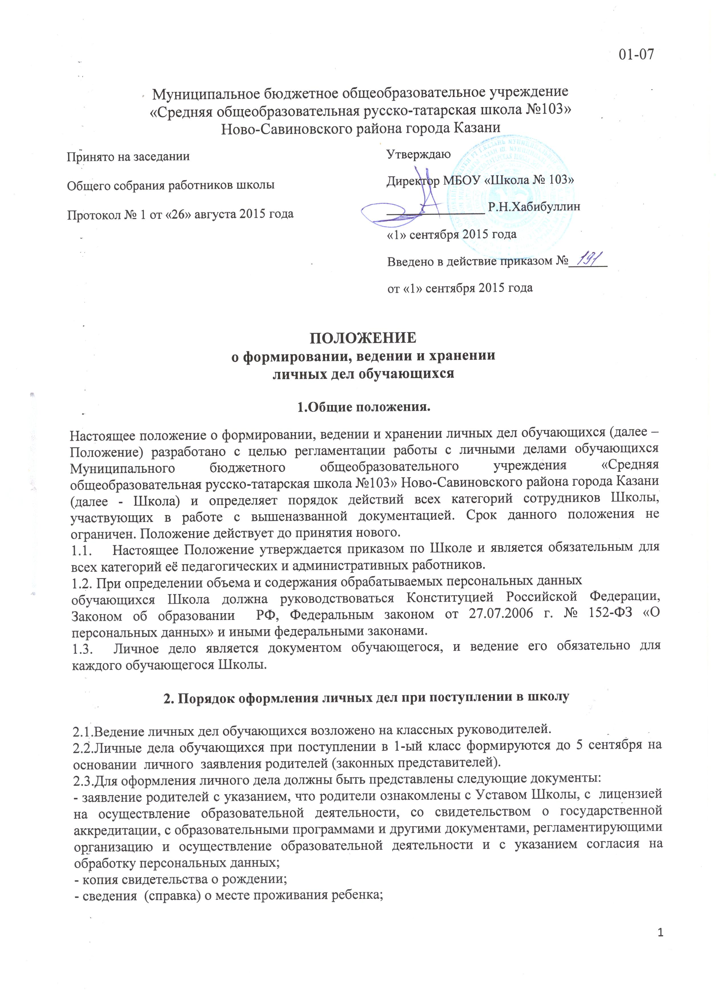 01-07
Муниципальное бюджетное общеобразовательное учреждение
«Средняя общеобразовательная русско-татарская школа №103»
Ново-Савиновского района города Казани
Принято на заседании
Общего собрания работников школы
Протокол № 1 от «26» августа 2015 года
Утверждаю
Директор МБОУ «Школа № 103»
Р.Н.Хабибуллин
«1» сентября 2015 года
Введено в действие приказом № 191
от «1» сентября 2015 года
ПОЛОЖЕНИЕ
о формировании, ведении и хранении
личных дел обучающихся
1.Общие положения.
Настоящее положение о формировании, ведении и хранении личных дел обучающихся (далее –
Положение) разработано с целью регламентации работы с личными делами обучающихся
Муниципального бюджетного общеобразовательного учреждения «Средняя
общеобразовательная русско-татарская школа №103» Ново-Савиновского района города Казани
(далее - Школа) и определяет порядок действий всех категорий сотрудников Школы,
участвующих в работе с вышеназванной документацией. Срок данного положения не
ограничен. Положение действует до принятия нового.
1.1. Настоящее Положение утверждается приказом по Школе и является обязательным для
всех категорий её педагогических и административных работников.
1.2. При определении объема и содержания обрабатываемых персональных данных
обучающихся Школа должна руководствоваться Конституцией Российской Федерации,
Законом об образовании РФ, Федеральным законом от 27.07.2006 г. № 152-ФЗ «О
персональных данных» и иными федеральными законами.
1.3. Личное дело является документом обучающегося, и ведение его обязательно для
каждого обучающегося Школы.
2. Порядок оформления личных дел при поступлении в школу
2.1.Ведение личных дел обучающихся возложено на классных руководителей.
2.2.Личные дела обучающихся при поступлении в 1-ый класс формируются до 5 сентября на
основании личного заявления родителей (законных представителей).
2.3.Для оформления личного дела должны быть представлены следующие документы:
- заявление родителей с указанием, что родители ознакомлены с Уставом Школы, с лицензией
на осуществление образовательной деятельности, со свидетельством о государственной
аккредитации, с образовательными программами и другими документами, регламентирующими
организацию и осуществление образовательной деятельности и с указанием согласия на
обработку персональных данных;
- копия свидетельства о рождении;
- сведения (справка) о месте проживания ребенка;
1